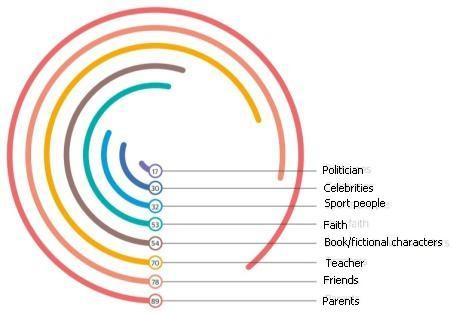 17 Politician
30 Celebrities
32 Sport people
53 Faith faith
54 Book/fictional characters s
70 Teacher
78 Friends
89 Parents